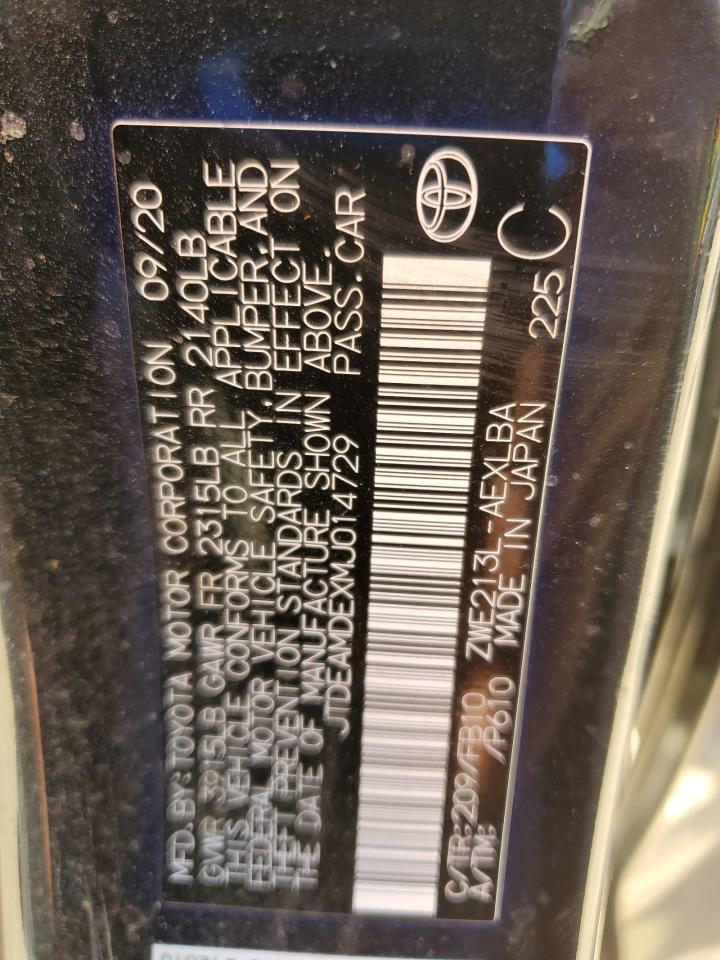 MFD.BY:TOYOTA MOTOR CORPORATION 09/20
GVWR 3915LB GAWR FR 2315LB RR 2140LB
THIS VEHICLE CONFORMS TO ALL APPLICABLE
FEDERAL MOTOR VEHICLE SAFETY, BUMPER, AND
THEFT PREVENTION STANDARDS IN EFFECT ON
THE DATE OF MANUFACTURE SHOWN ABOVE.
JTDEAMDEXMJ014729 PASS.CAR
C/TR:209/FB10 ZWE213L-AEXLBA
A/TM: /P610 MADE IN JAPAN 225 C